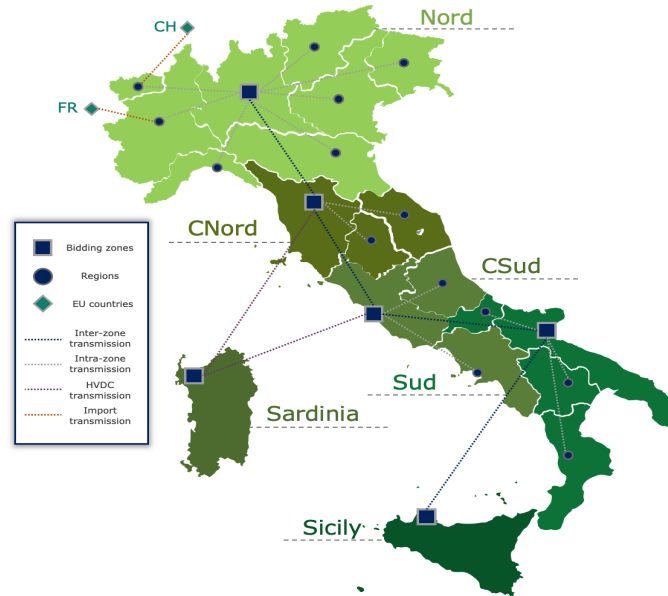 Nord
CH
FR
CNord
CSud
Bidding zones
Regions
EU countries
Inter-zone
transmission
Intra-zone
transmission
HVDC
transmission
Import
transmission
Sud
Sardinia
Sicily